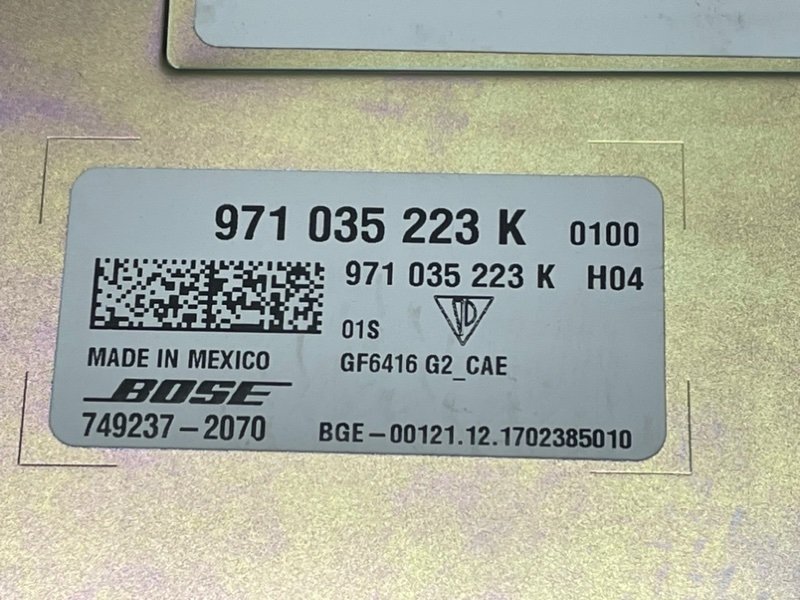 971 035 223 K 0100
971 035 223 K H04
01S
MADE IN MEXICO GF6416 G2_CAE
BOSE
749237-2070 BGE-00121.12.1702385010